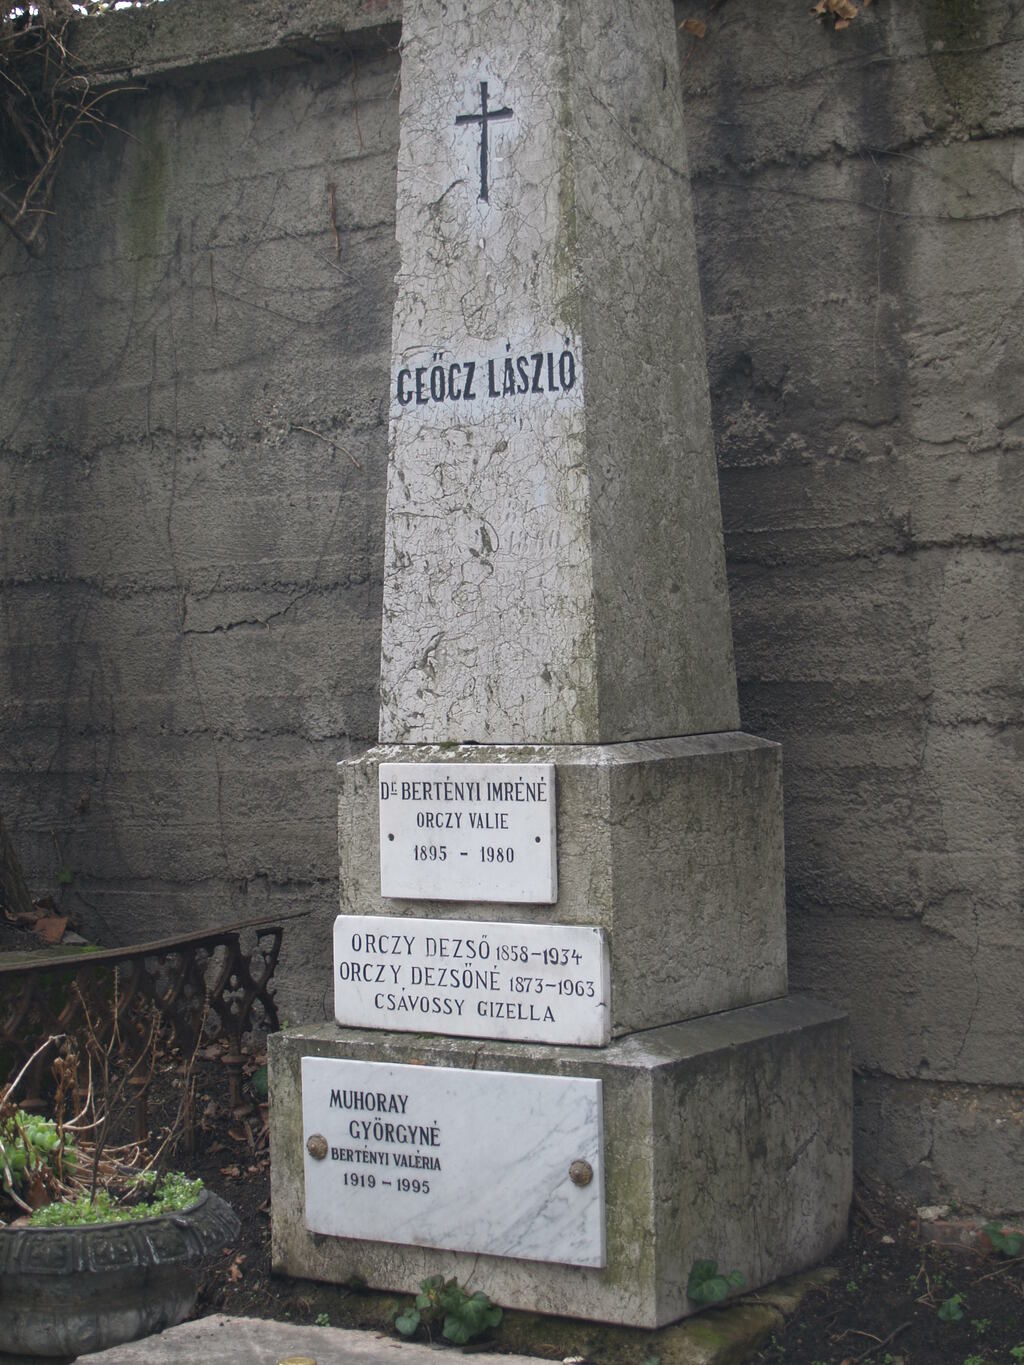 GEŐCZ LÁSZLÓ
Dr. BERTÉNYI IMRÉNÉ
ORCZY VALIE
1895 - 1980
ORCZY DEZSŐ 1858-1934
ORCZY DEZSŐNÉ 1873-1963
CSÁVOSSY GIZELLA
MUHORAY
GYÖRGYNÉ
BERTÉNYI VALÉRIA
1919 - 1995